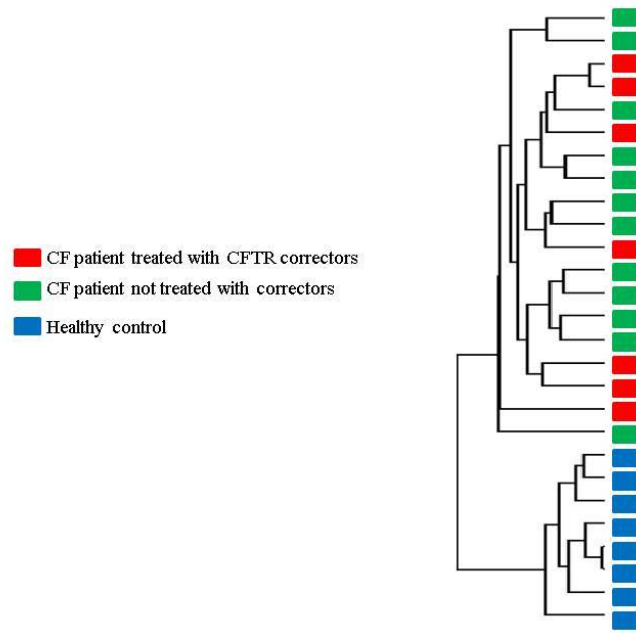 CF patient treated with CFTR correctors
CF patient not treated with correctors
Healthy control